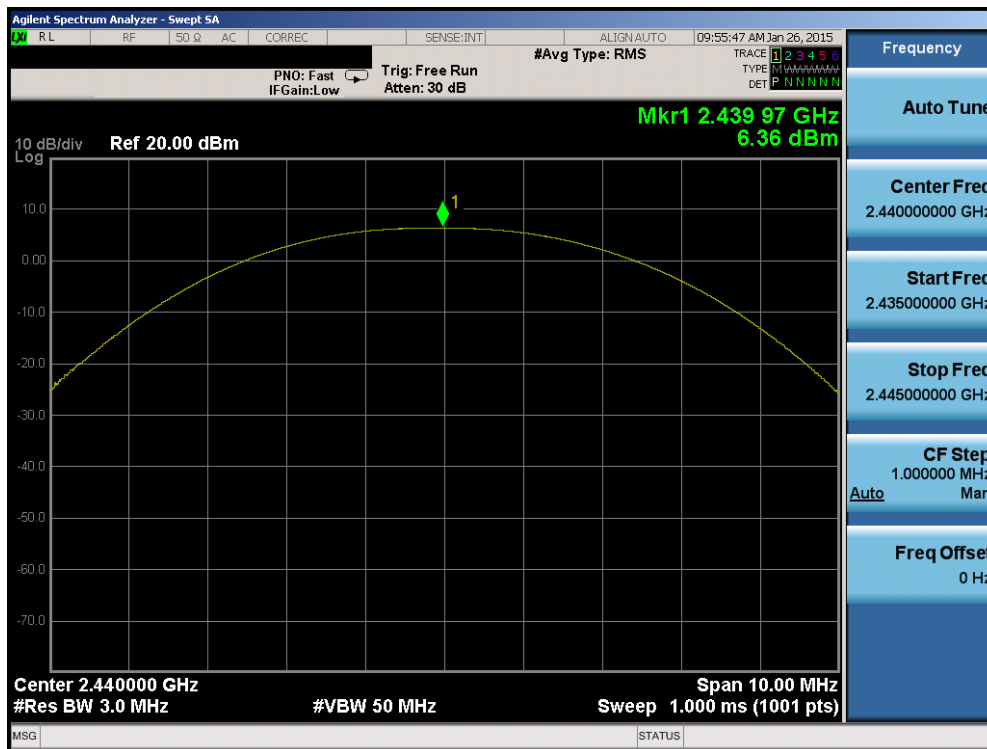 Agilent Spectrum Analyzer - Swept SA
LXI RL RF 50 Ω AC CORREC SENSE:INT ALIGN AUTO 09:55:47 AM Jan 26, 2015
#Avg Type: RMS
TRACE 1 2 3 4 5 6
TYPE M WWWWW
DET P N N N N N
PNO: Fast
IFGain:Low
Trig: Free Run
Atten: 30 dB
Mkr1 2.439 97 GHz
6.36 dBm
10 dB/div Ref 20.00 dBm
Log
1
10.0
0.00
-10.0
-20.0
-30.0
-40.0
-50.0
-60.0
-70.0
Center 2.440000 GHz Span 10.00 MHz
#Res BW 3.0 MHz #VBW 50 MHz Sweep 1.000 ms (1001 pts)
MSG STATUS
Frequency
Auto Tune
Center Freq
2.440000000 GHz
Start Freq
2.435000000 GHz
Stop Freq
2.445000000 GHz
CF Step
1.000000 MHz
Auto Man
Freq Offset
0 Hz